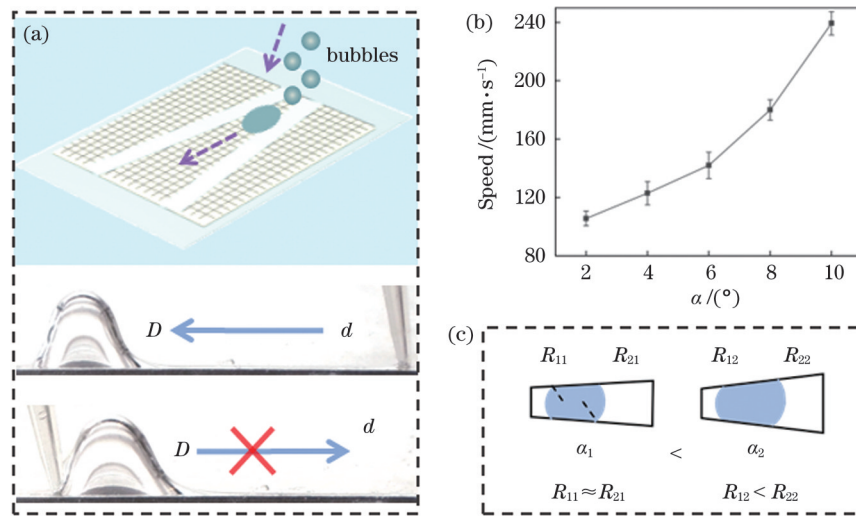 (a)
bubbles
D
d
D
d
(b)
Speed /(mm·s⁻¹)
240
200
160
120
80
2
4
6
8
10
α /(°)
(c)
R₁₁ R₂₁ R₁₂ R₂₂
α₁ < α₂
R₁₁≈R₂₁ R₁₂<R₂₂